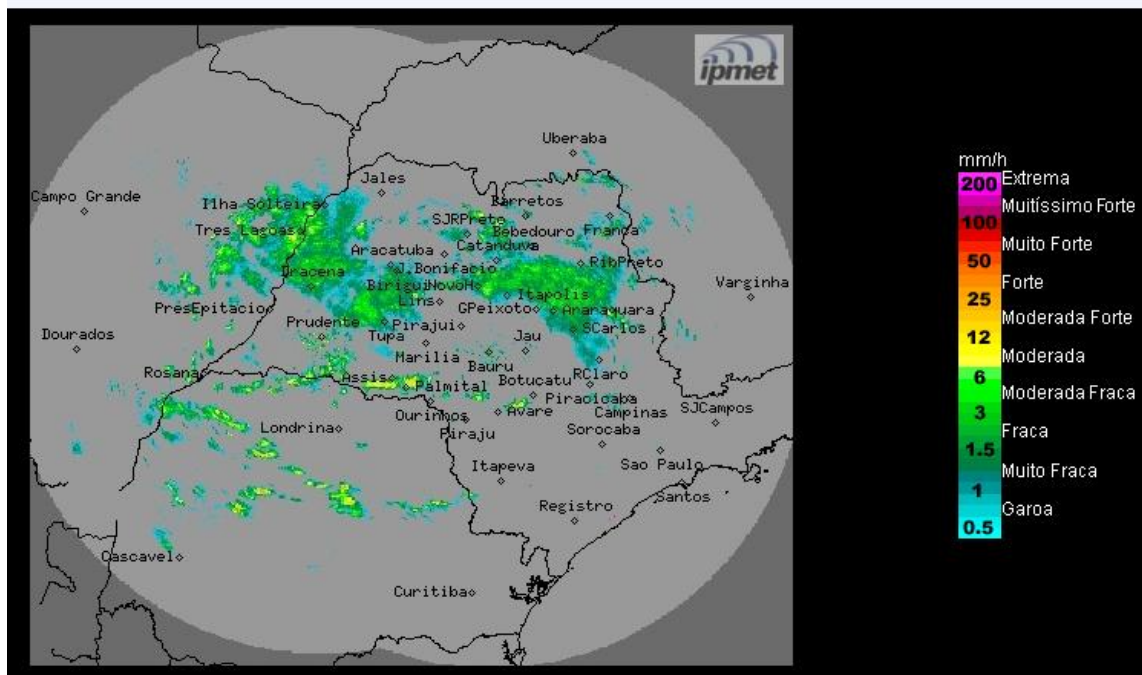 ipmet
Uberaba
Campo Grande
Jales
Ilha Solteira
Barretos
SJRPreto
Tres Lagoas
Bebedouro
Franca
Aracatuba
Catanduva
Dracena
J.Bonifacio
RibPreto
Varginha
Birigui
NovoH
Lins
Itapolis
PresEpitacio
GPeixoto
Araraquara
Prudente
Pirajui
SCarlos
Dourados
Tupa
Jau
Marilia
Bauru
Rosana
Assis
RClaro
Palmital
Botucatu
Piracicaba
Ourinhos
Avare
Campinas
SJCampos
Londrina
Piraju
Sorocaba
Itapeva
Sao Paulo
Santos
Registro
Cascavel
Curitiba
mm/h
200 Extrema
Muitíssimo Forte
100
Muito Forte
50
Forte
25
Moderada Forte
12
Moderada
6
Moderada Fraca
3
Fraca
1.5
Muito Fraca
1
Garoa
0.5